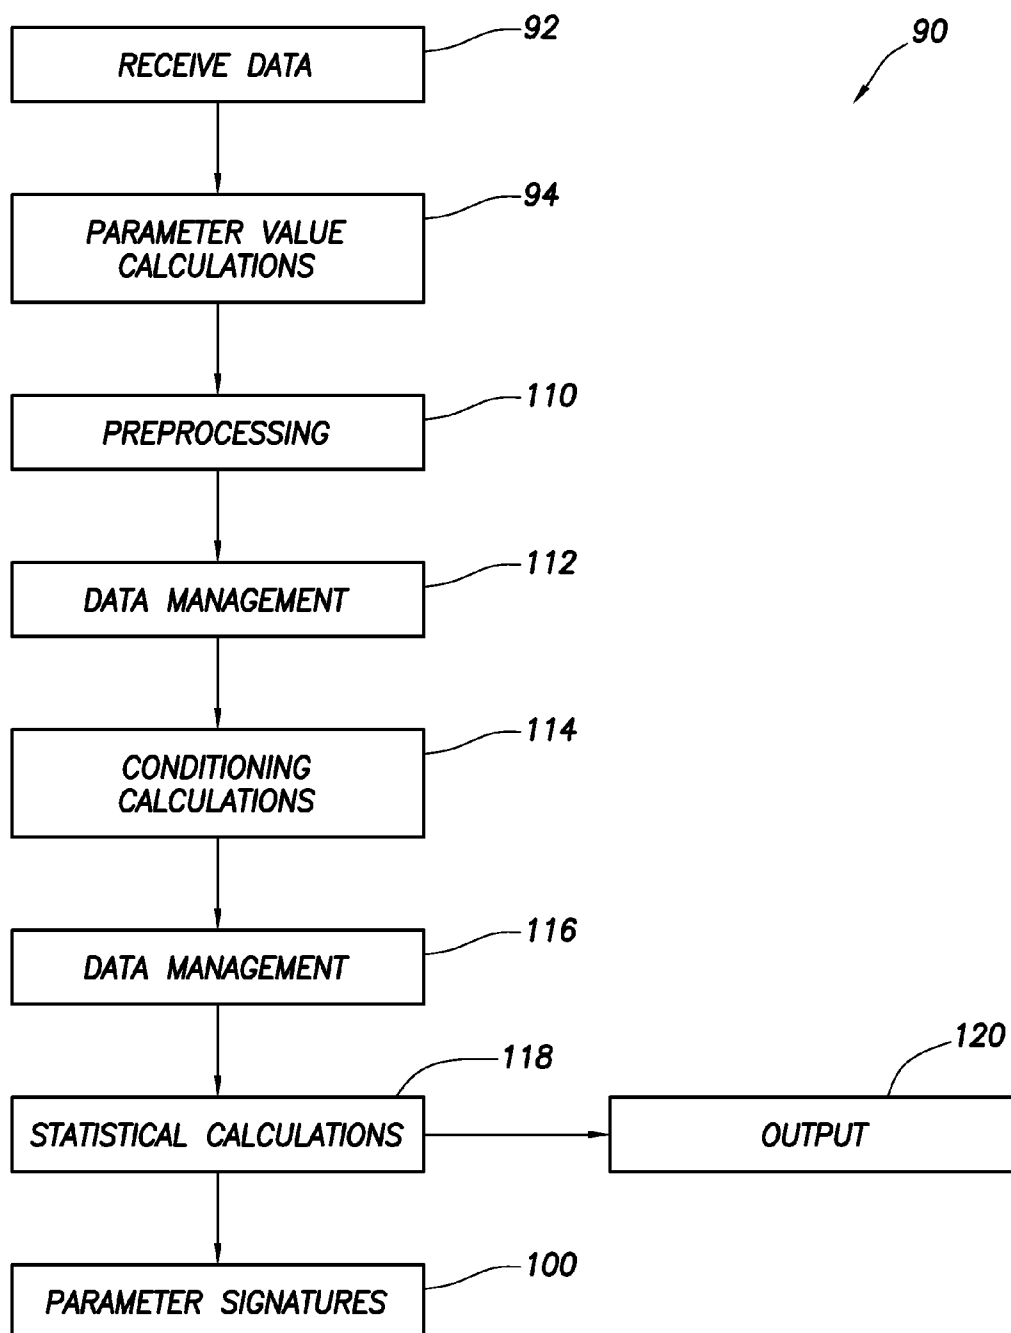 92
90
RECEIVE DATA
94
PARAMETER VALUE
CALCULATIONS
110
PREPROCESSING
112
DATA MANAGEMENT
114
CONDITIONING
CALCULATIONS
116
DATA MANAGEMENT
118
120
STATISTICAL CALCULATIONS
OUTPUT
100
PARAMETER SIGNATURES